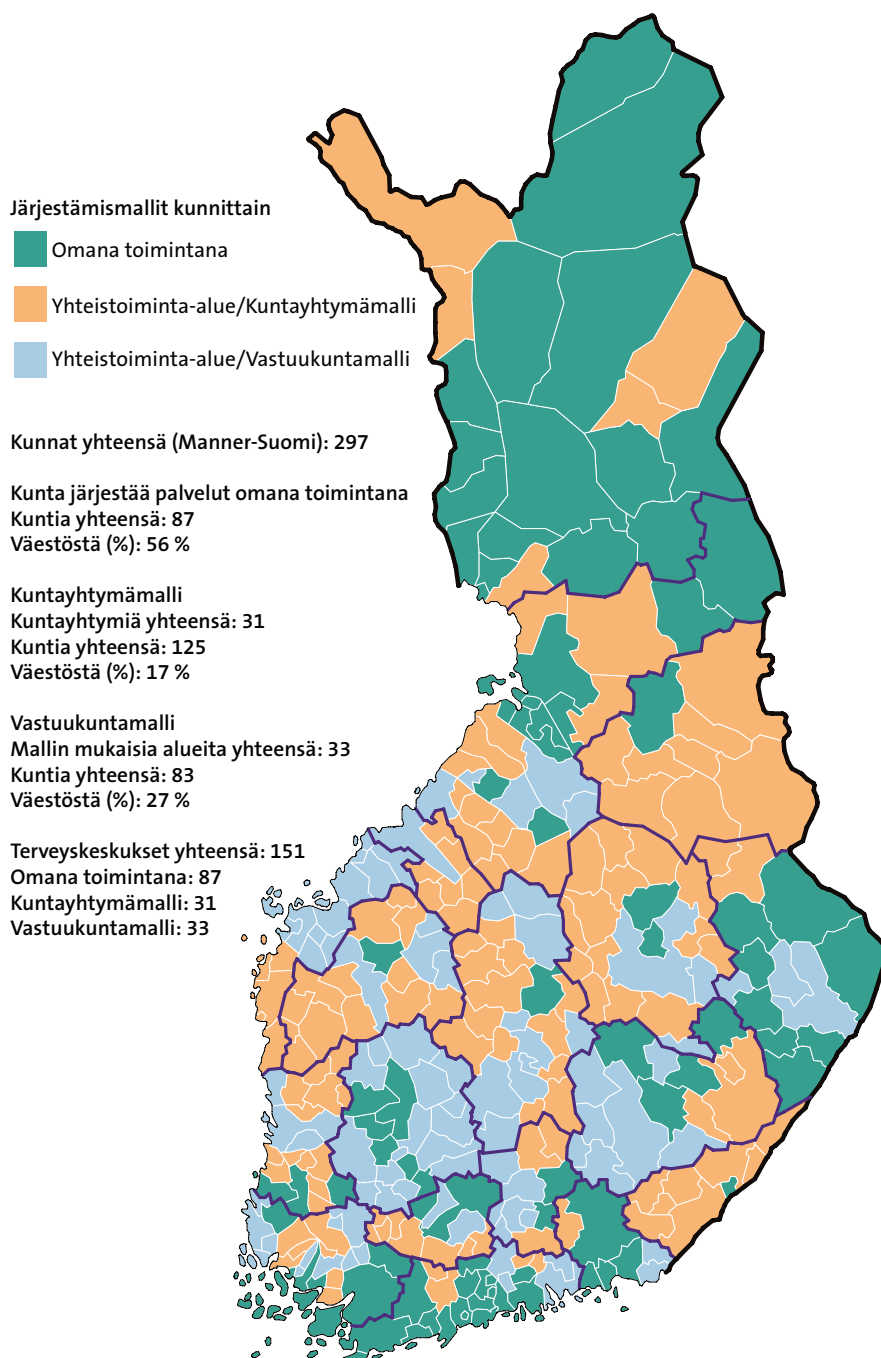 Järjestämismallit kunnittain
Omana toimintana
Yhteistoiminta-alue/Kuntayhtymämalli
Yhteistoiminta-alue/Vastuukuntamalli
Kunnat yhteensä (Manner-Suomi): 297
Kunta järjestää palvelut omana toimintana
Kuntia yhteensä: 87
Väestöstä (%): 56 %
Kuntayhtymämalli
Kuntayhtymiä yhteensä: 31
Kuntia yhteensä: 125
Väestöstä (%): 17 %
Vastuukuntamalli
Mallin mukaisia alueita yhteensä: 33
Kuntia yhteensä: 83
Väestöstä (%): 27 %
Terveyskeskukset yhteensä: 151
Omana toimintana: 87
Kuntayhtymämalli: 31
Vastuukuntamalli: 33